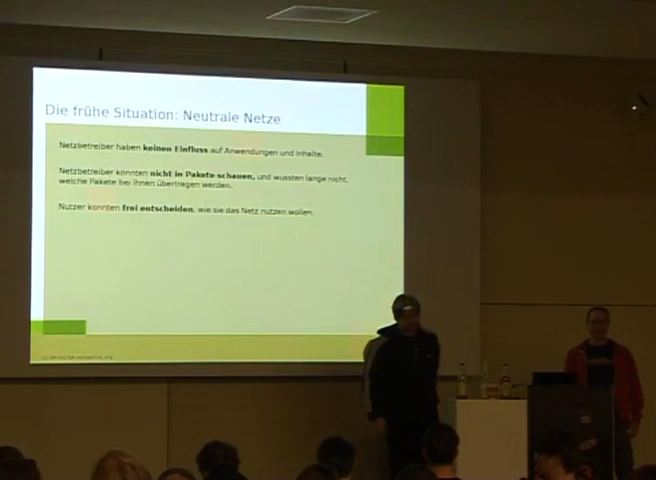 Die frühe Situation: Neutrale Netze
Netzbetreiber haben keinen Einfluss auf Anwendungen und Inhalte.
Netzbetreiber konnten nicht in Pakete schauen, und wussten lange nicht,
welche Pakete bei ihnen übertragen werden.
Nutzer konnten frei entscheiden, wie sie das Netz nutzen wollen.